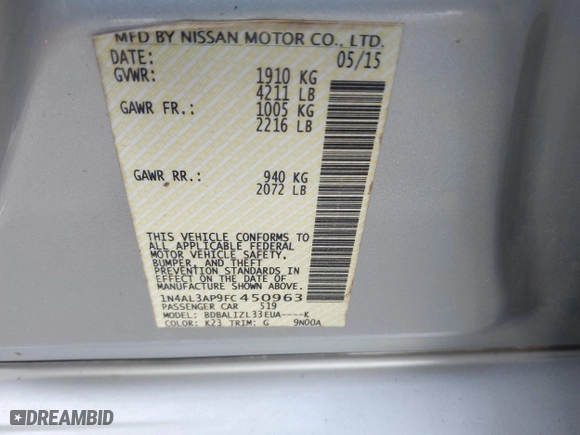 MFD BY NISSAN MOTOR CO., LTD.
DATE: 05/15
GVWR: 1910 KG
4211 LB
GAWR FR.: 1005 KG
2216 LB
GAWR RR.: 940 KG
2072 LB
THIS VEHICLE CONFORMS TO
ALL APPLICABLE FEDERAL
MOTOR VEHICLE SAFETY,
BUMPER, AND THEFT
PREVENTION STANDARDS IN
EFFECT ON THE DATE OF
MANUFACTURE SHOWN ABOVE.
1N4AL3AP9FC450963
PASSENGER CAR 519
MODEL: BDBALIZL33EUA----K
COLOR: K23 TRIM: G 9N00A
DREAMBID